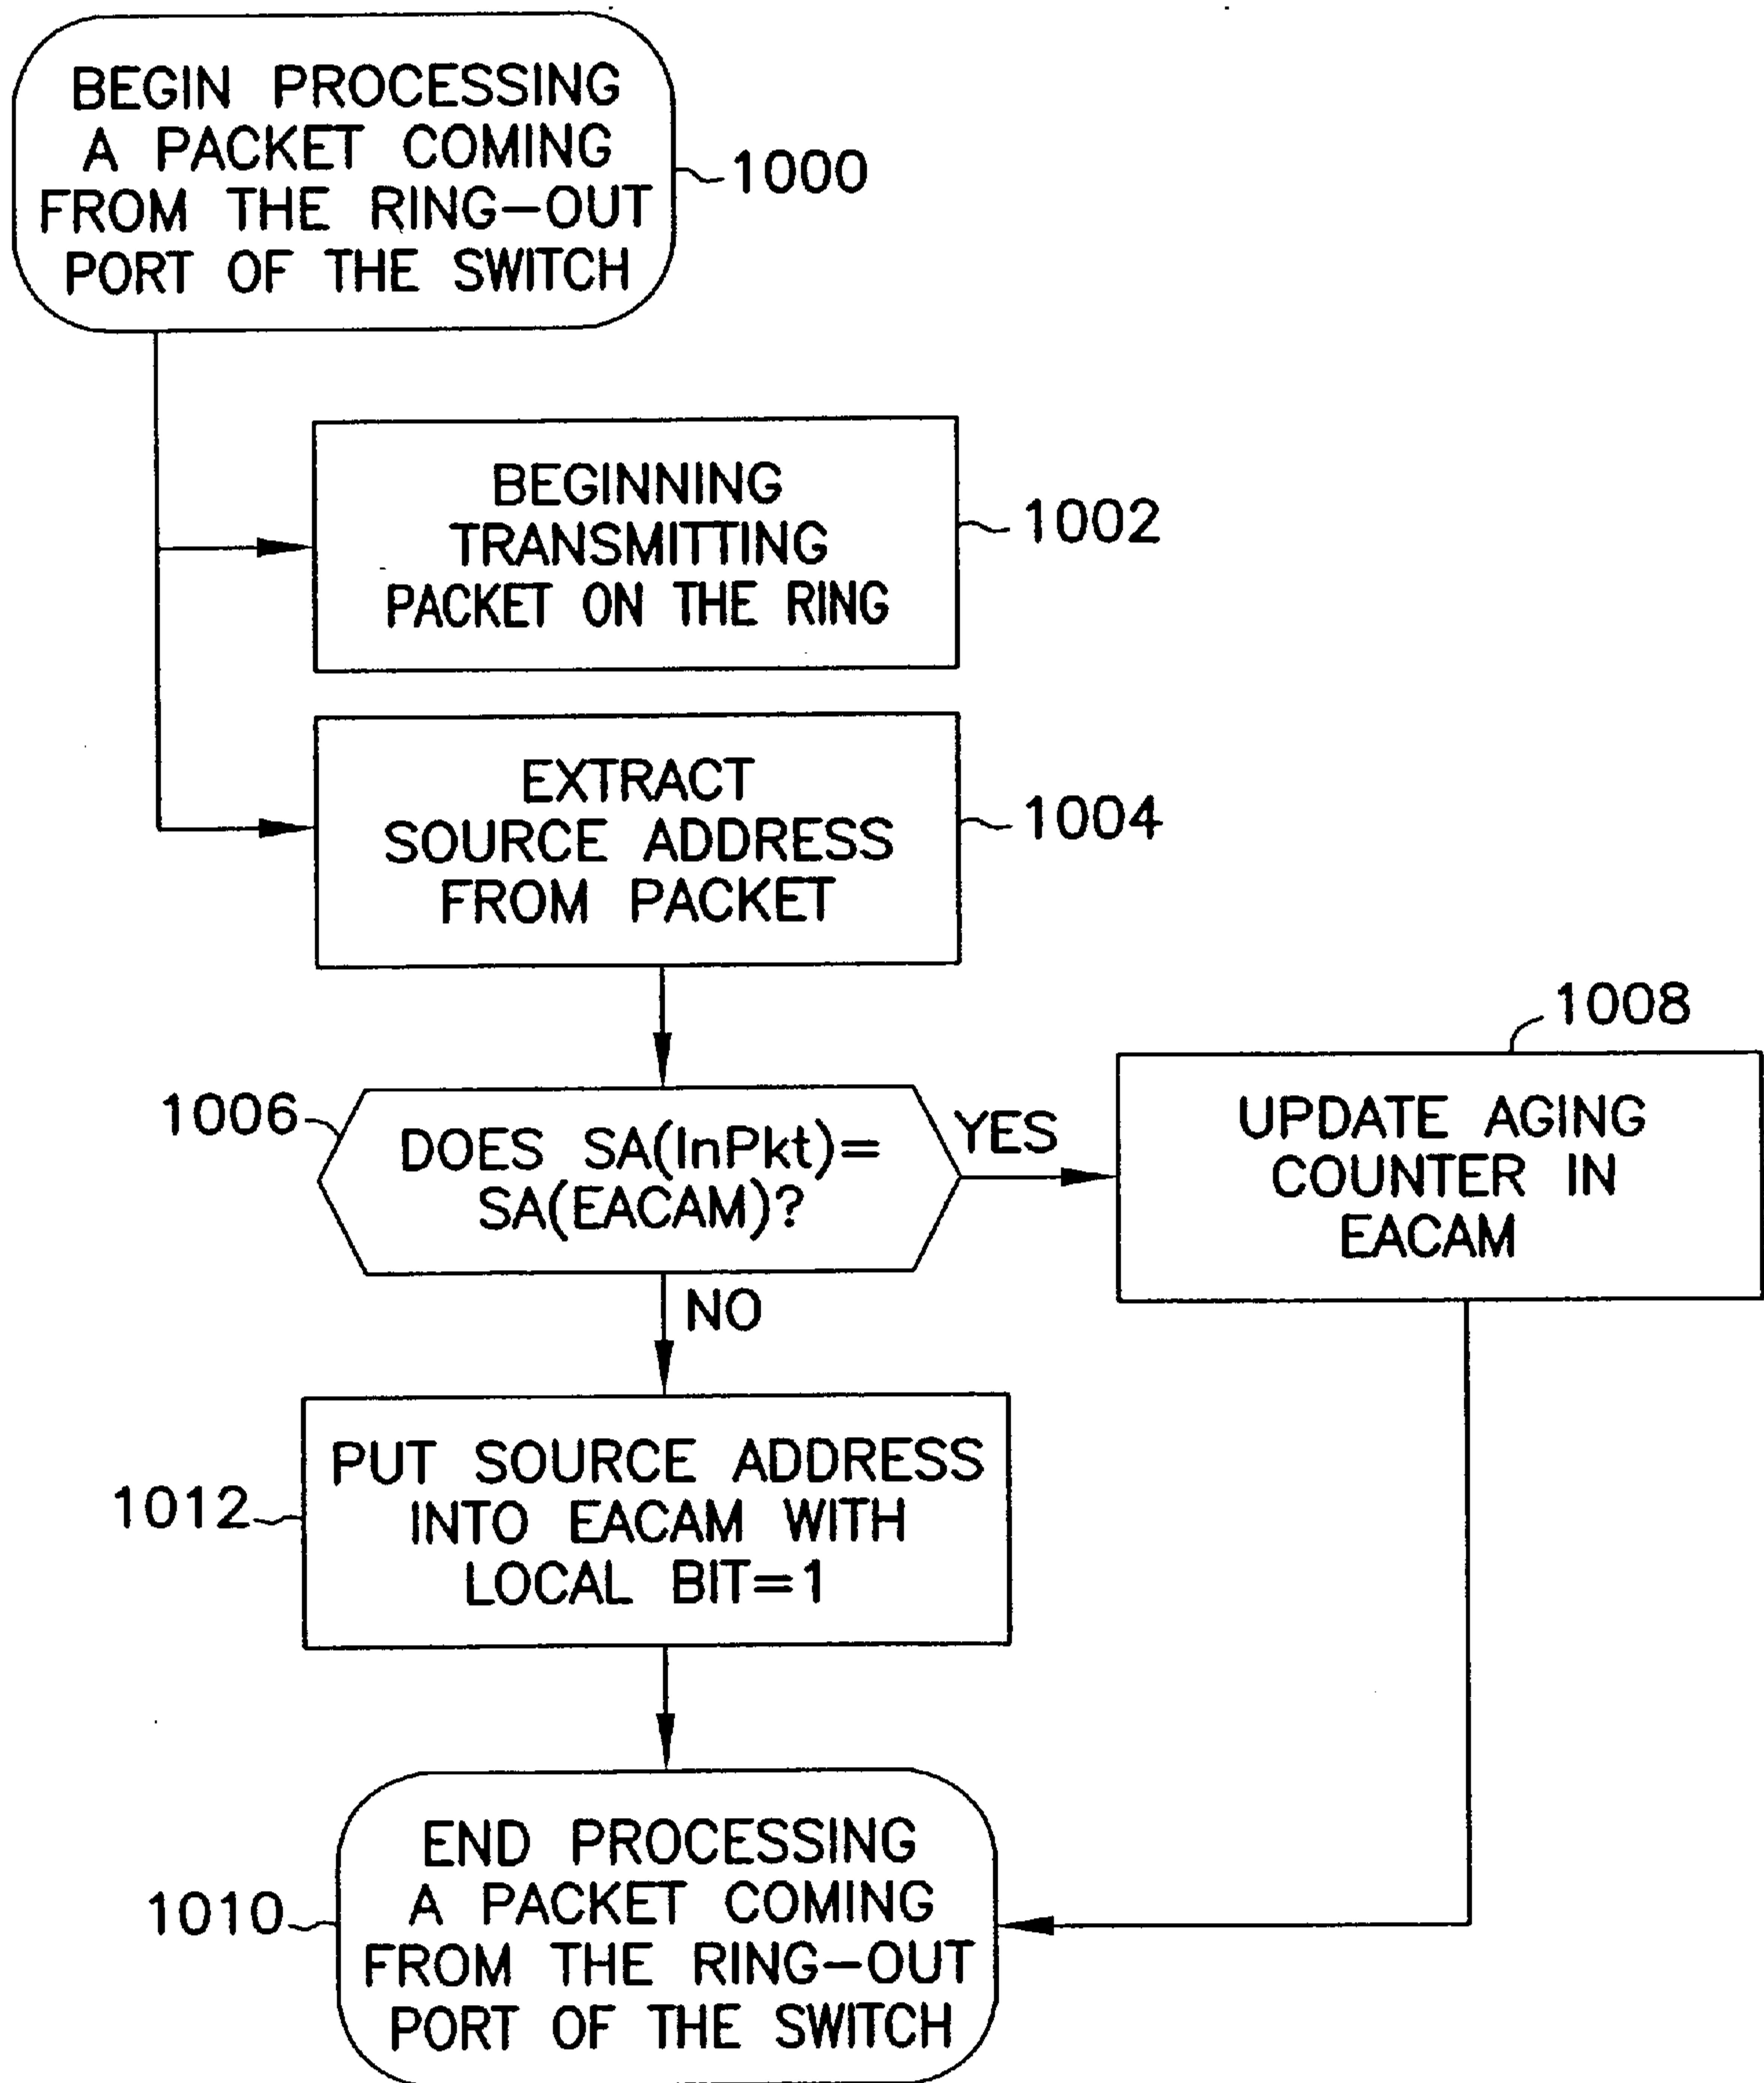 BEGIN PROCESSING
A PACKET COMING
FROM THE RING-OUT
PORT OF THE SWITCH
1000
BEGINNING
TRANSMITTING
PACKET ON THE RING
1002
EXTRACT
SOURCE ADDRESS
FROM PACKET
1004
1006
DOES SA(InPkt)=
SA(EACAM)?
YES
NO
1008
UPDATE AGING
COUNTER IN
EACAM
1012
PUT SOURCE ADDRESS
INTO EACAM WITH
LOCAL BIT=1
1010
END PROCESSING
A PACKET COMING
FROM THE RING-OUT
PORT OF THE SWITCH